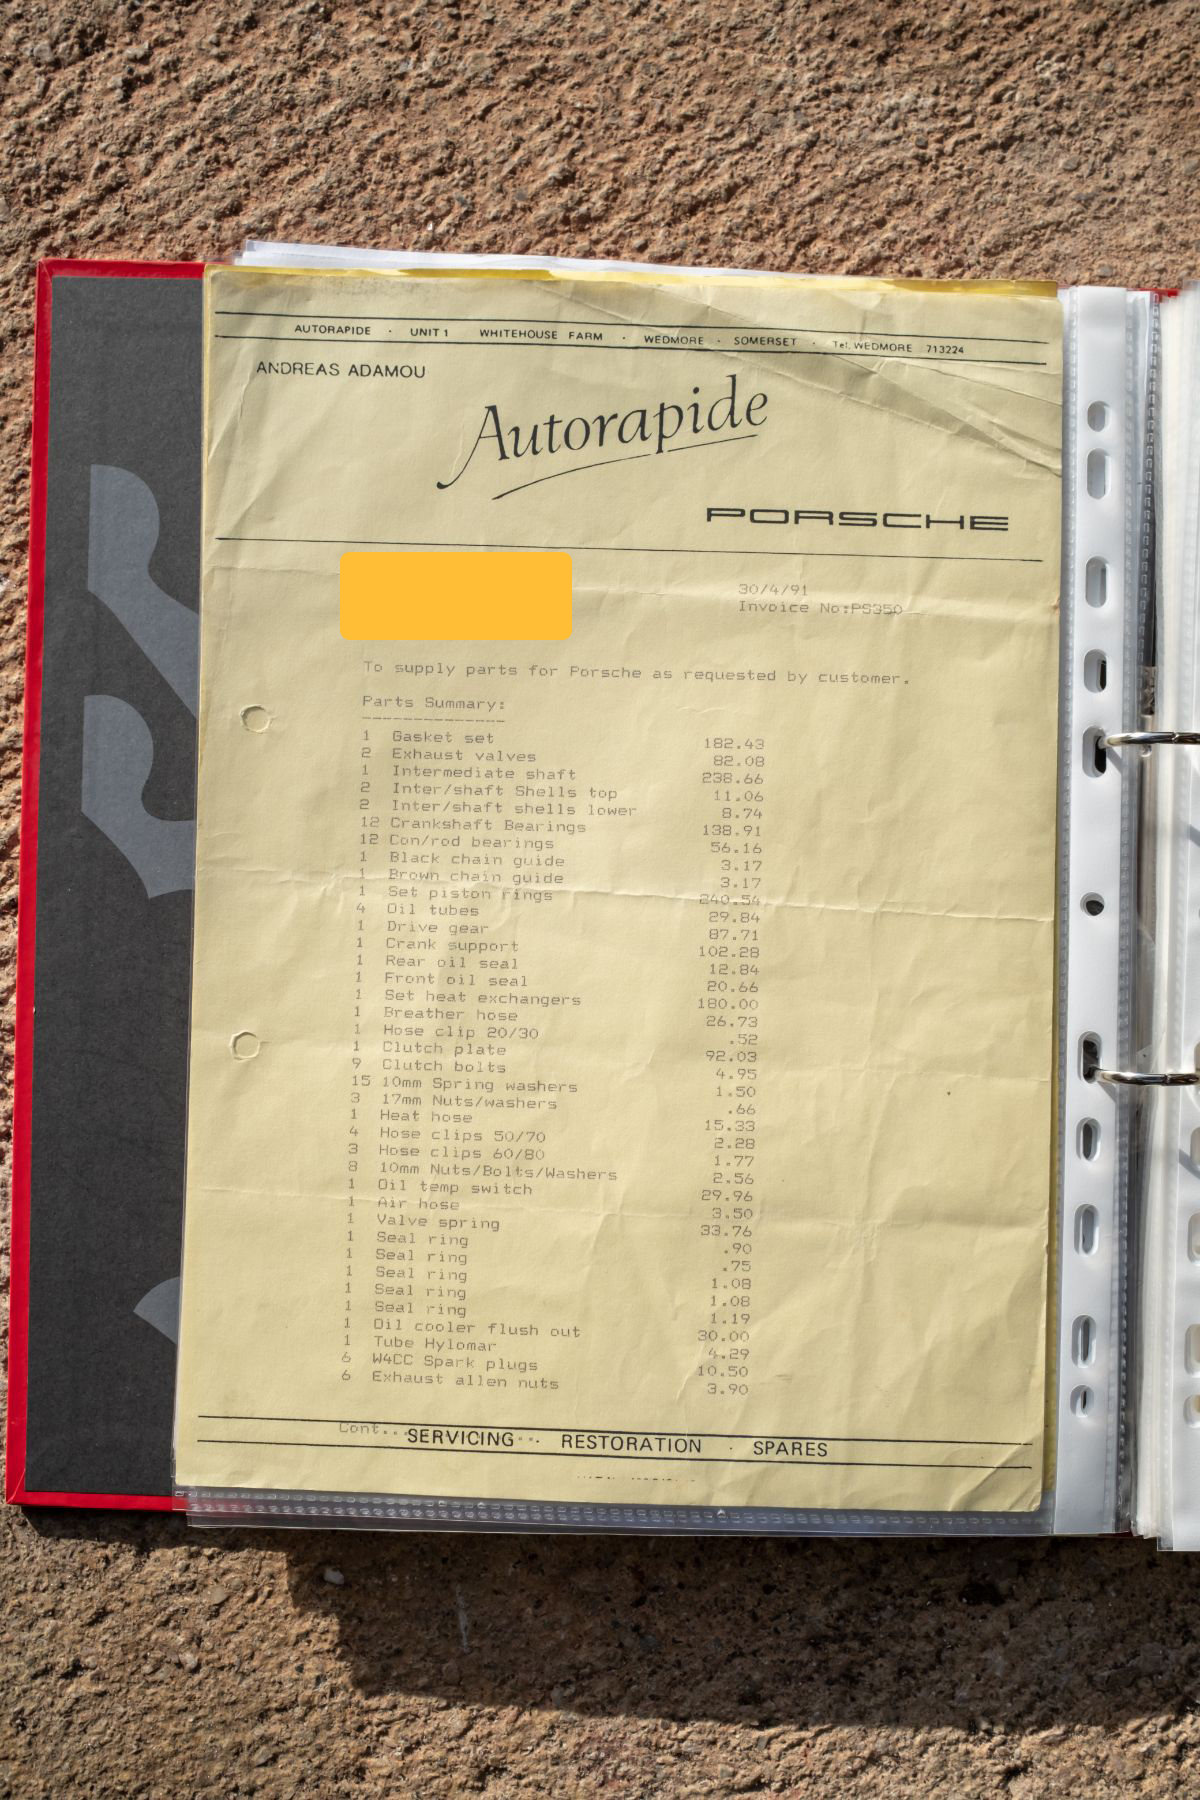 AUTORAPIDE · UNIT 1 WHITEHOUSE FARM · WEDMORE · SOMERSET · Tel. WEDMORE 713224
ANDREAS ADAMOU
Autorapide
PORSCHE
30/4/91
Invoice No:PS350
To supply parts for Porsche as requested by customer.
Parts Summary:
--------------
1 Gasket set 182.43
2 Exhaust valves 82.08
1 Intermediate shaft 238.66
2 Inter/shaft Shells top 11.06
2 Inter/shaft shells lower 8.74
12 Crankshaft Bearings 138.91
12 Con/rod bearings 56.16
1 Black chain guide 3.17
1 Brown chain guide 3.17
1 Set piston rings 240.54
4 Oil tubes 29.84
1 Drive gear 87.71
1 Crank support 102.28
1 Rear oil seal 12.84
1 Front oil seal 20.66
1 Set heat exchangers 180.00
1 Breather hose 26.73
1 Hose clip 20/30 .52
1 Clutch plate 92.03
9 Clutch bolts 4.95
15 10mm Spring washers 1.50
3 17mm Nuts/washers .66
1 Heat hose 15.33
4 Hose clips 50/70 2.28
3 Hose clips 60/80 1.77
8 10mm Nuts/Bolts/Washers 2.56
1 Oil temp switch 29.96
1 Air hose 3.50
1 Valve spring 33.76
1 Seal ring .90
1 Seal ring .75
1 Seal ring 1.08
1 Seal ring 1.08
1 Seal ring 1.19
1 Oil cooler flush out 30.00
1 Tube Hylomar 4.29
6 W4CC Spark plugs 10.50
6 Exhaust allen nuts 3.90
Cont...
SERVICING · RESTORATION · SPARES